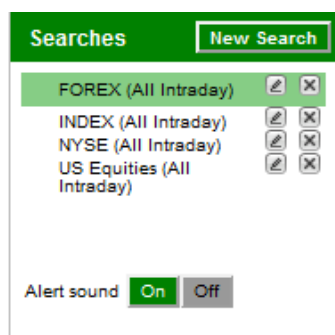 Searches New Search
FOREX (All Intraday)
INDEX (All Intraday)
NYSE (All Intraday)
US Equities (All
Intraday)
Alert sound On Off